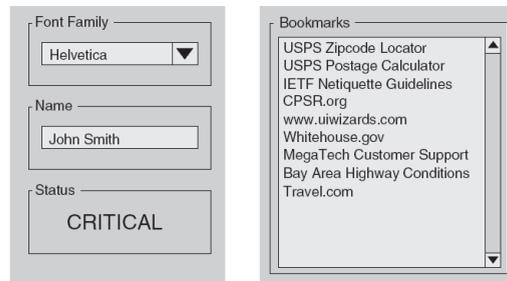 Font Family
Helvetica
Name
John Smith
Status
CRITICAL
Bookmarks
USPS Zipcode Locator
USPS Postage Calculator
IETF Netiquette Guidelines
CPSR.org
www.uiwizards.com
Whitehouse.gov
MegaTech Customer Support
Bay Area Highway Conditions
Travel.com